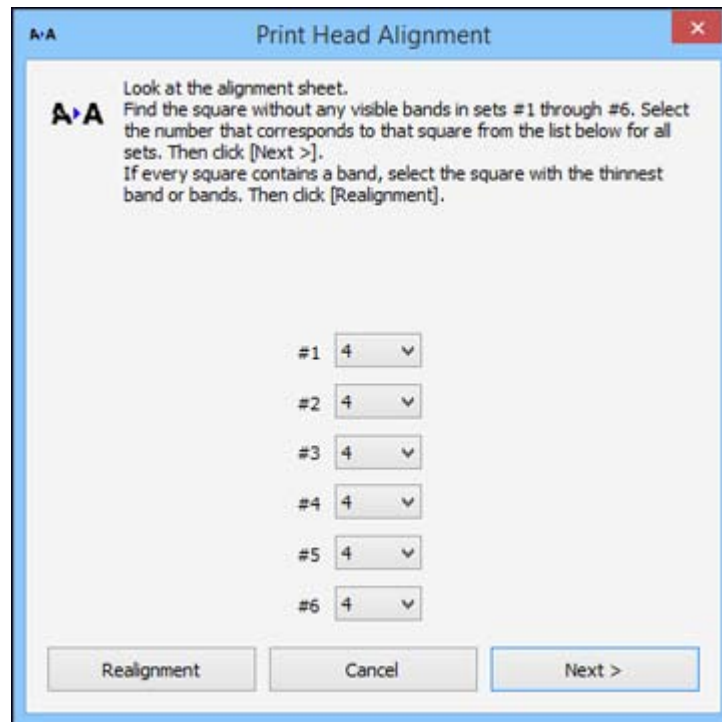 A▸A
Print Head Alignment
A▸A
Look at the alignment sheet.
Find the square without any visible bands in sets #1 through #6. Select
the number that corresponds to that square from the list below for all
sets. Then click [Next >].
If every square contains a band, select the square with the thinnest
band or bands. Then click [Realignment].
#1 4
#2 4
#3 4
#4 4
#5 4
#6 4
Realignment Cancel Next >